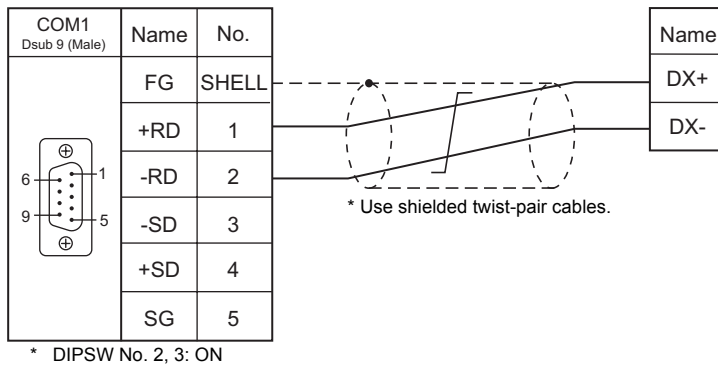 COM1
Dsub 9 (Male)
Name No.
FG SHELL
+RD 1
-RD 2
-SD 3
+SD 4
SG 5
6
1
9
5
* DIPSW No. 2, 3: ON
* Use shielded twist-pair cables.
Name
DX+
DX-